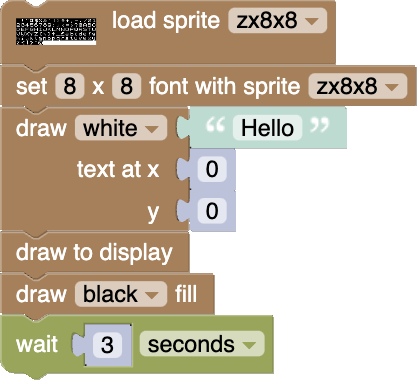 load sprite zx8x8
set 8 x 8 font with sprite zx8x8
draw white “ Hello ”
text at x 0
y 0
draw to display
draw black fill
wait 3 seconds